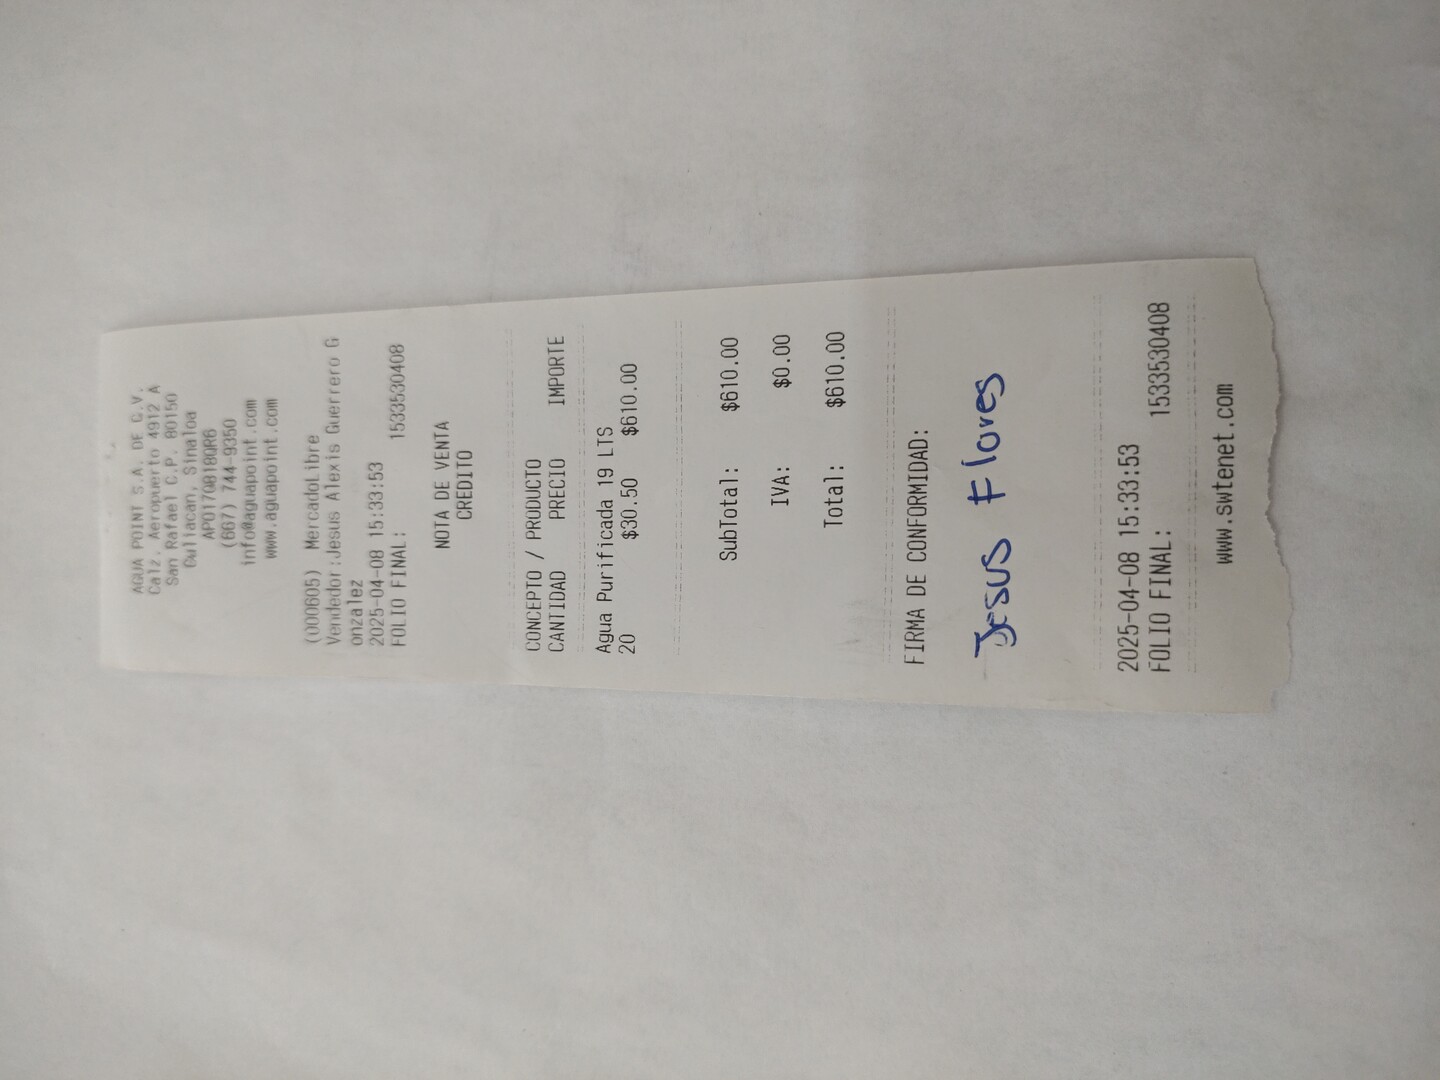 AGUA POINT S.A. DE C.V.
Calz. Aeropuerto 4912 A
San Rafael C.P. 80150
Culiacan, Sinaloa
APO170818QR6
(667) 744-9350
info@aguapoint.com
www.aguapoint.com
(000605) MercadoLibre
Vendedor:Jesus Alexis Guerrero G
onzalez
2025-04-08 15:33:53
FOLIO FINAL: 1533530408
NOTA DE VENTA
CREDITO
CONCEPTO / PRODUCTO
CANTIDAD PRECIO IMPORTE
Agua Purificada 19 LTS
20 $30.50 $610.00
SubTotal: $610.00
IVA: $0.00
Total: $610.00
FIRMA DE CONFORMIDAD:
Jesus Flores
2025-04-08 15:33:53
FOLIO FINAL: 1533530408
www.swtenet.com